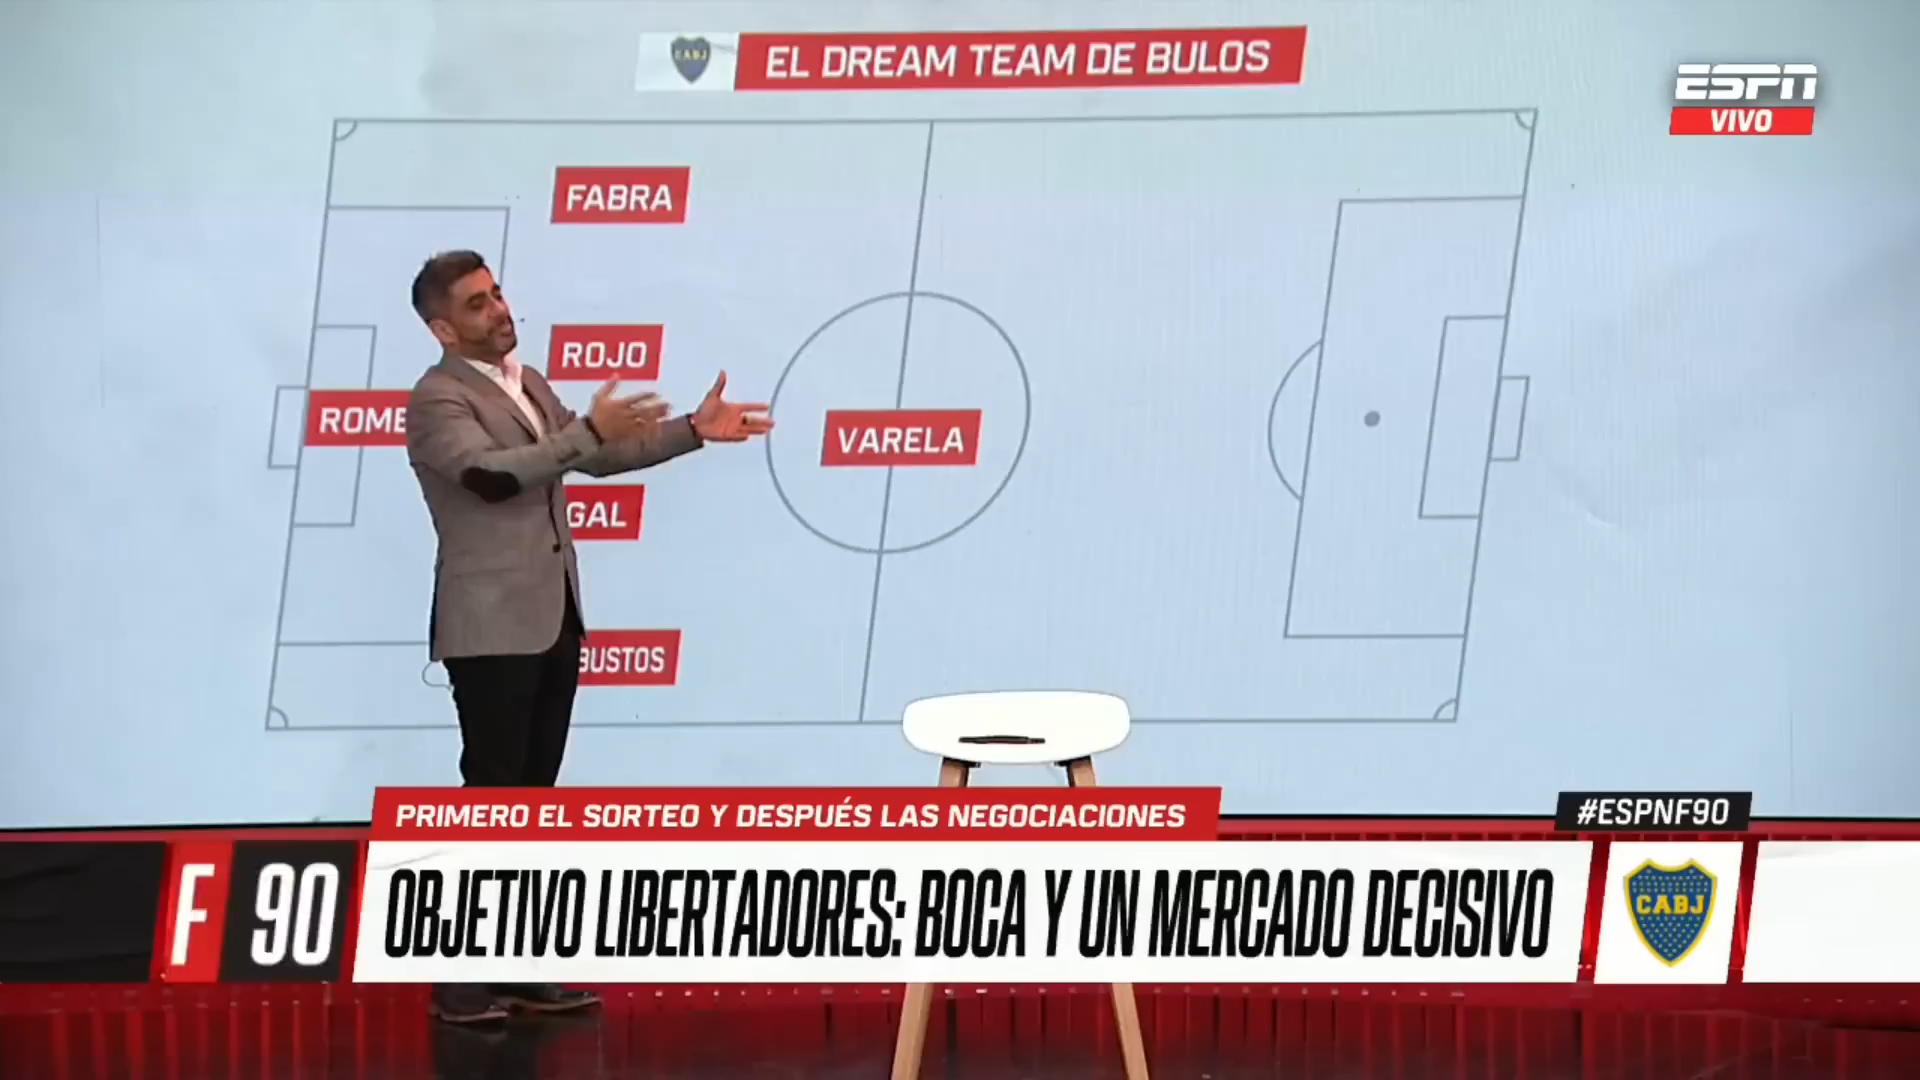 CABJ
EL DREAM TEAM DE BULOS
ESPN
VIVO
FABRA
ROJO
VARELA
BUSTOS
PRIMERO EL SORTEO Y DESPUÉS LAS NEGOCIACIONES
#ESPNF90
F 90
OBJETIVO LIBERTADORES: BOCA Y UN MERCADO DECISIVO
CABJ